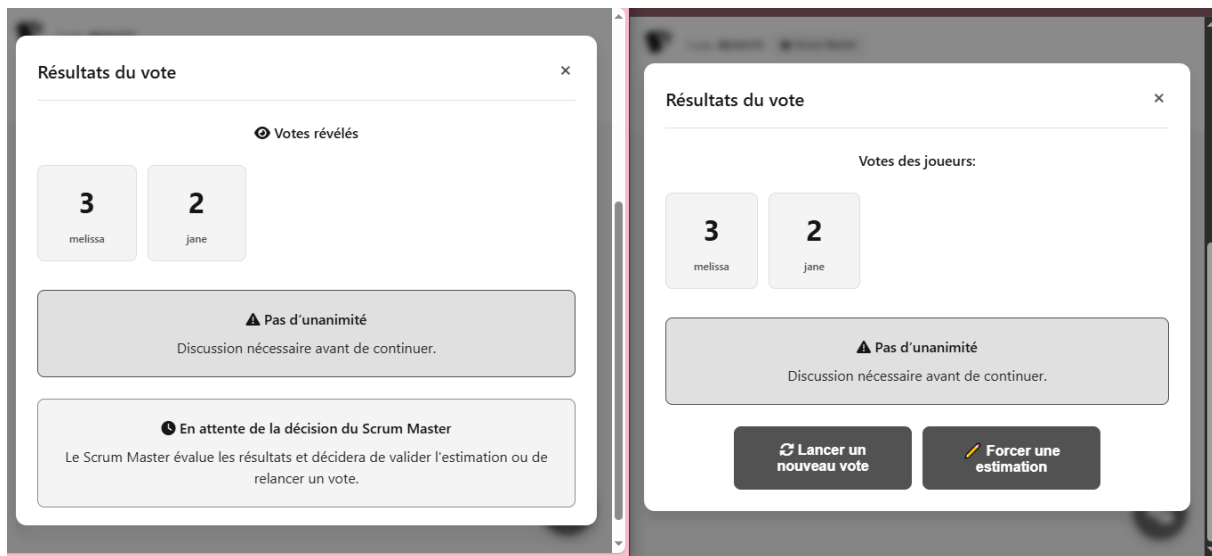 Résultats du vote
×
Votes révélés
3
melissa
2
jane
Pas d'unanimité
Discussion nécessaire avant de continuer.
En attente de la décision du Scrum Master
Le Scrum Master évalue les résultats et décidera de valider l'estimation ou de
relancer un vote.
Résultats du vote
×
Votes des joueurs:
3
melissa
2
jane
Pas d'unanimité
Discussion nécessaire avant de continuer.
Lancer un
nouveau vote
Forcer une
estimation